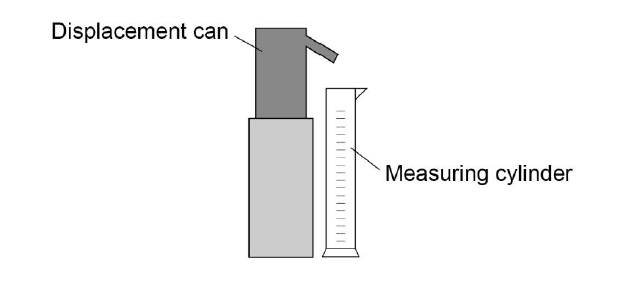 Displacement can
Measuring cylinder